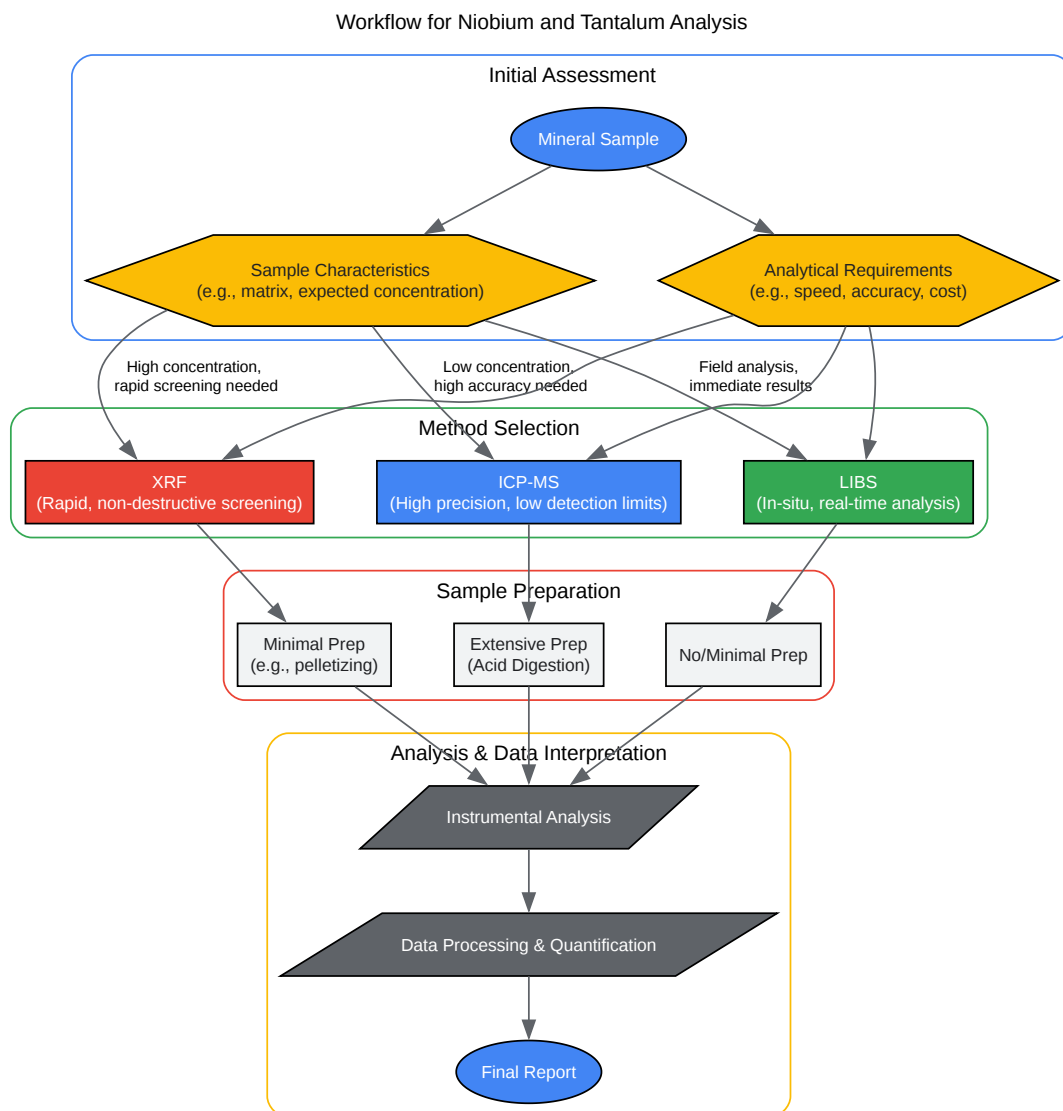 Workflow for Niobium and Tantalum Analysis
Initial Assessment
Mineral Sample
Sample Characteristics
(e.g., matrix, expected concentration)
Analytical Requirements
(e.g., speed, accuracy, cost)
High concentration,
rapid screening needed
Low concentration,
high accuracy needed
Field analysis,
immediate results
Method Selection
XRF
(Rapid, non-destructive screening)
ICP-MS
(High precision, low detection limits)
LIBS
(In-situ, real-time analysis)
Sample Preparation
Minimal Prep
(e.g., pelletizing)
Extensive Prep
(Acid Digestion)
No/Minimal Prep
Analysis & Data Interpretation
Instrumental Analysis
Data Processing & Quantification
Final Report